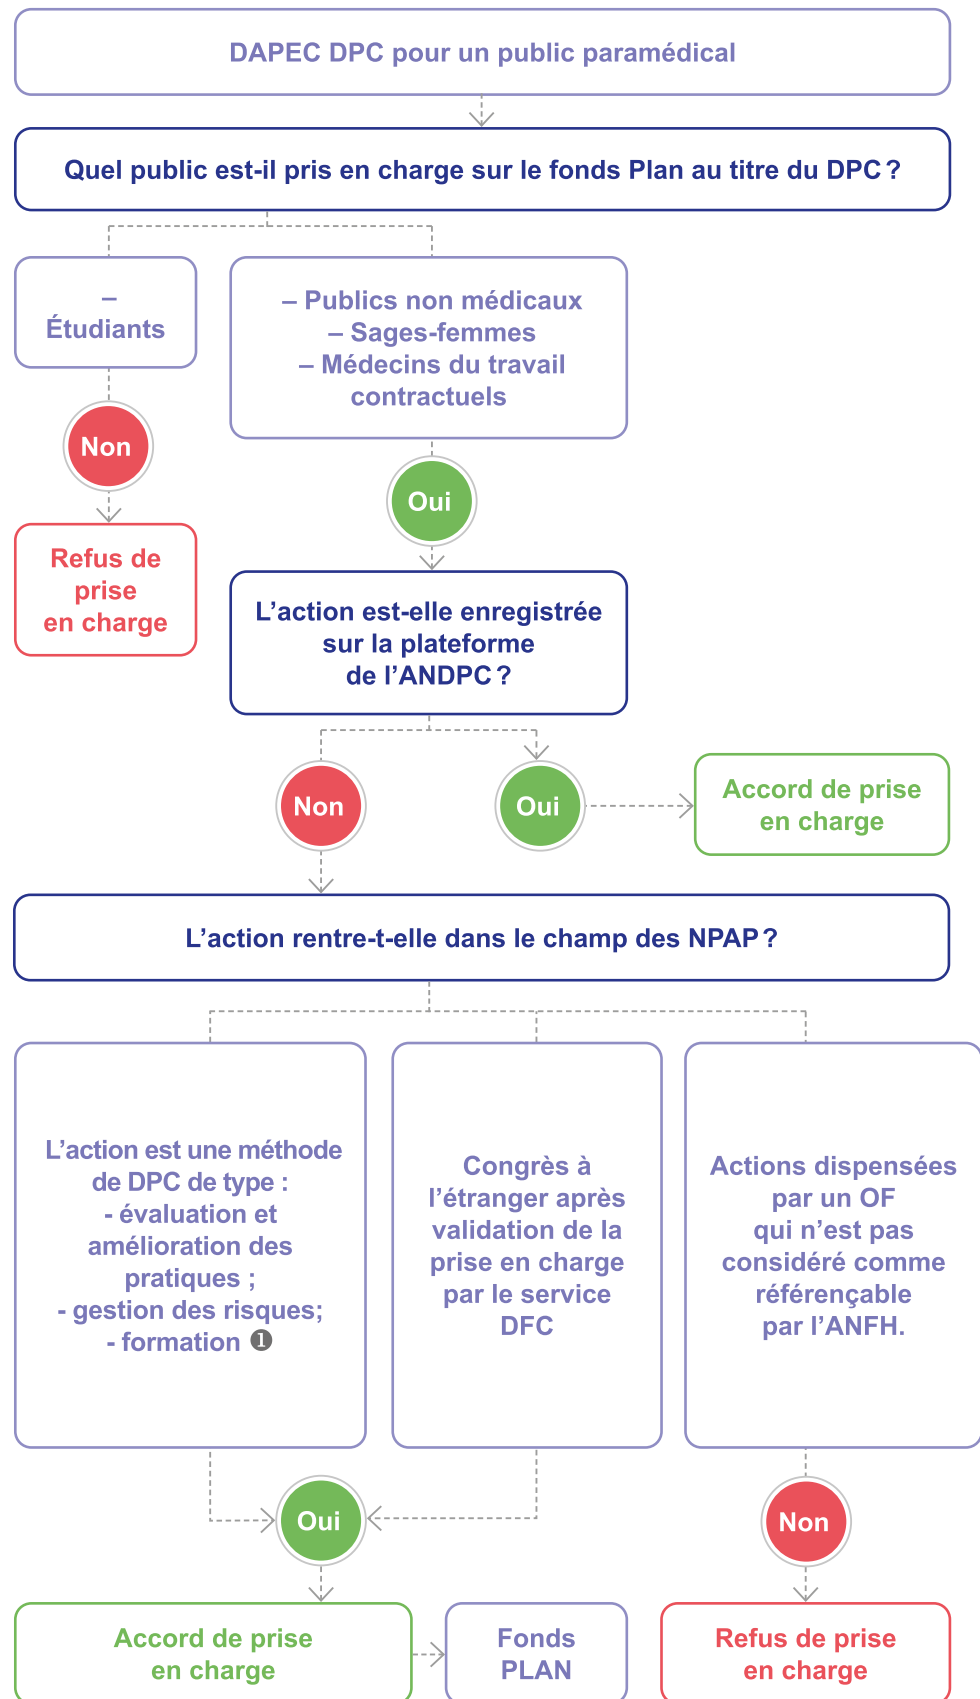 DAPEC DPC pour un public paramédical
Quel public est-il pris en charge sur le fonds Plan au titre du DPC ?
–
Étudiants
– Publics non médicaux
– Sages-femmes
– Médecins du travail
contractuels
Non
Oui
Refus de
prise
en charge
L’action est-elle enregistrée
sur la plateforme
de l’ANDPC ?
Non
Oui
Accord de prise
en charge
L’action rentre-t-elle dans le champ des NPAP ?
L’action est une méthode
de DPC de type :
- évaluation et
amélioration des
pratiques ;
- gestion des risques;
- formation ❶
Congrès à
l’étranger après
validation de la
prise en charge
par le service
DFC
Actions dispensées
par un OF
qui n’est pas
considéré comme
référençable
par l’ANFH.
Oui
Non
Accord de prise
en charge
Fonds
PLAN
Refus de prise
en charge